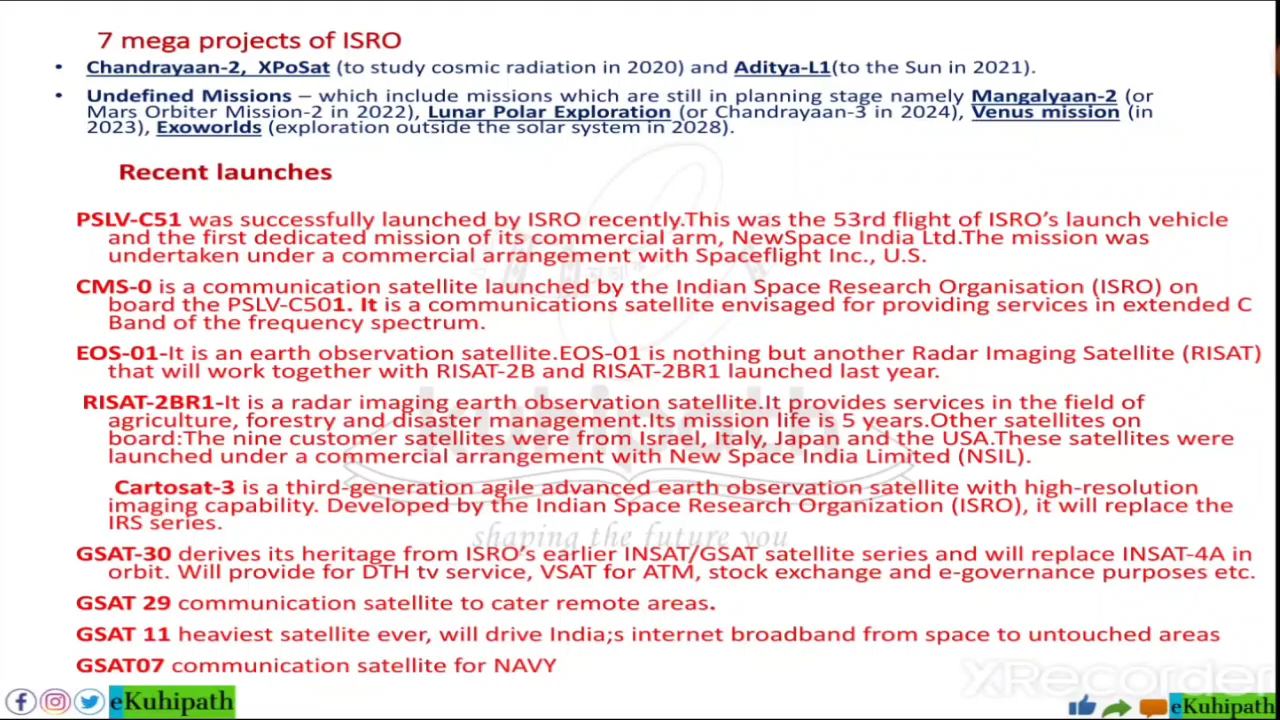 7 mega projects of ISRO
• Chandrayaan-2, XPoSat (to study cosmic radiation in 2020) and Aditya-L1(to the Sun in 2021).
• Undefined Missions – which include missions which are still in planning stage namely Mangalyaan-2 (or
Mars Orbiter Mission-2 in 2022), Lunar Polar Exploration (or Chandrayaan-3 in 2024), Venus mission (in
2023), Exoworlds (exploration outside the solar system in 2028).
Recent launches
PSLV-C51 was successfully launched by ISRO recently.This was the 53rd flight of ISRO's launch vehicle
and the first dedicated mission of its commercial arm, NewSpace India Ltd.The mission was
undertaken under a commercial arrangement with Spaceflight Inc., U.S.
CMS-0 is a communication satellite launched by the Indian Space Research Organisation (ISRO) on
board the PSLV-C501. It is a communications satellite envisaged for providing services in extended C
Band of the frequency spectrum.
EOS-01-It is an earth observation satellite.EOS-01 is nothing but another Radar Imaging Satellite (RISAT)
that will work together with RISAT-2B and RISAT-2BR1 launched last year.
RISAT-2BR1-It is a radar imaging earth observation satellite.It provides services in the field of
agriculture, forestry and disaster management.Its mission life is 5 years.Other satellites on
board:The nine customer satellites were from Israel, Italy, Japan and the USA.These satellites were
launched under a commercial arrangement with New Space India Limited (NSIL).
Cartosat-3 is a third-generation agile advanced earth observation satellite with high-resolution
imaging capability. Developed by the Indian Space Research Organization (ISRO), it will replace the
IRS series.
shaping the future you
GSAT-30 derives its heritage from ISRO's earlier INSAT/GSAT satellite series and will replace INSAT-4A in
orbit. Will provide for DTH tv service, VSAT for ATM, stock exchange and e-governance purposes etc.
GSAT 29 communication satellite to cater remote areas.
GSAT 11 heaviest satellite ever, will drive India;s internet broadband from space to untouched areas
GSAT07 communication satellite for NAVY
XRecorder
eKuhipath
eKuhipath